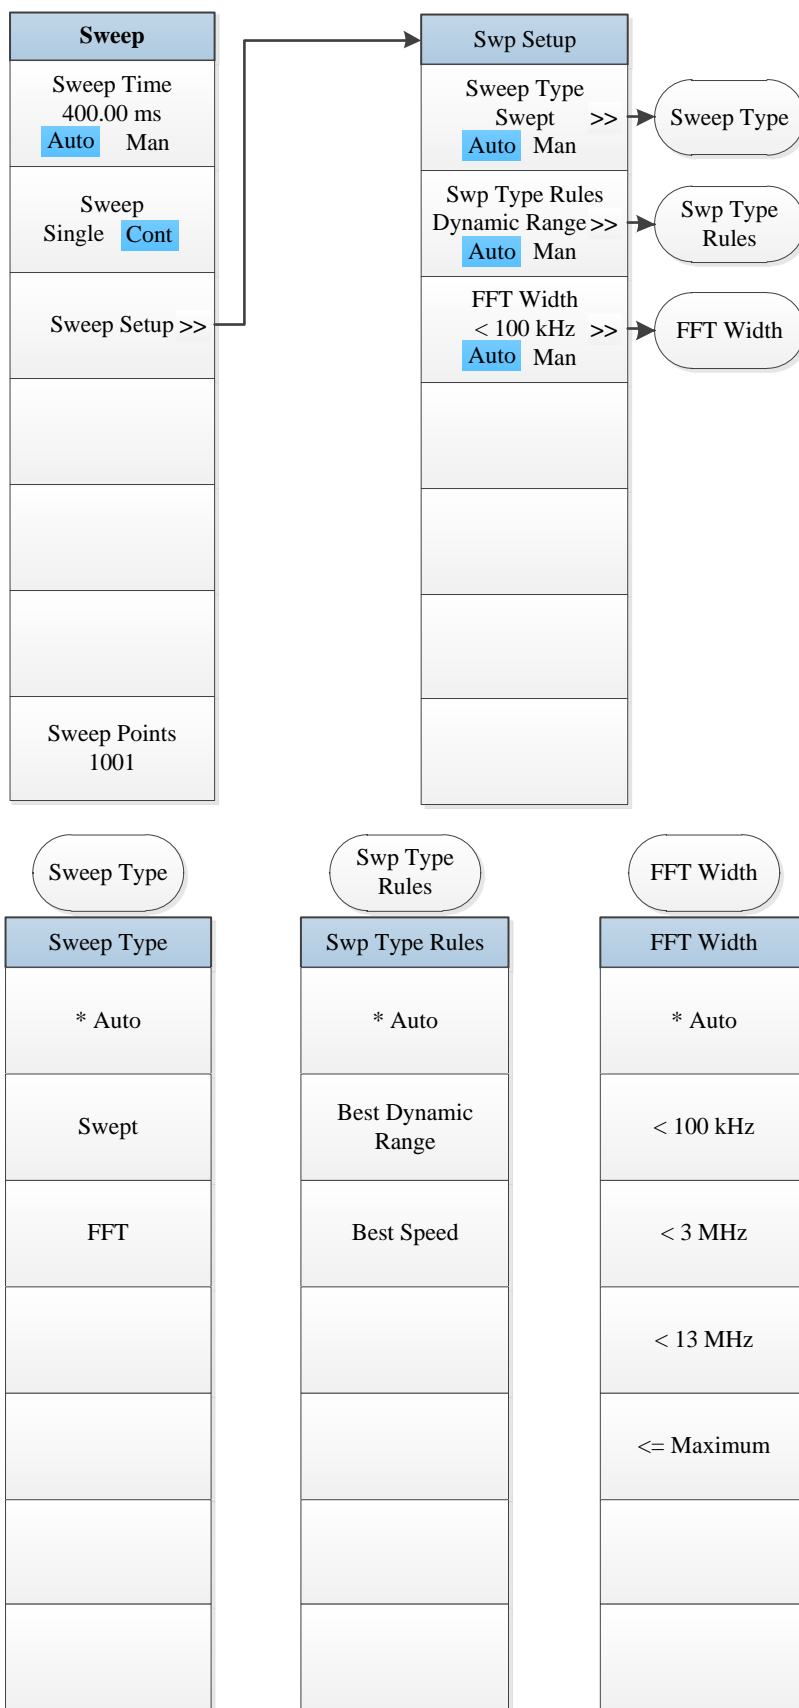 Sweep
Sweep Time
400.00 ms
Auto Man
Sweep
Single Cont
Sweep Setup >>
Sweep Points
1001
Swp Setup
Sweep Type
Swept >>
Auto Man
Swp Type Rules
Dynamic Range >>
Auto Man
FFT Width
< 100 kHz >>
Auto Man
Sweep Type
Swp Type
Rules
FFT Width
Sweep Type
Sweep Type
* Auto
Swept
FFT
Swp Type
Rules
Swp Type Rules
* Auto
Best Dynamic
Range
Best Speed
FFT Width
FFT Width
* Auto
< 100 kHz
< 3 MHz
< 13 MHz
<= Maximum